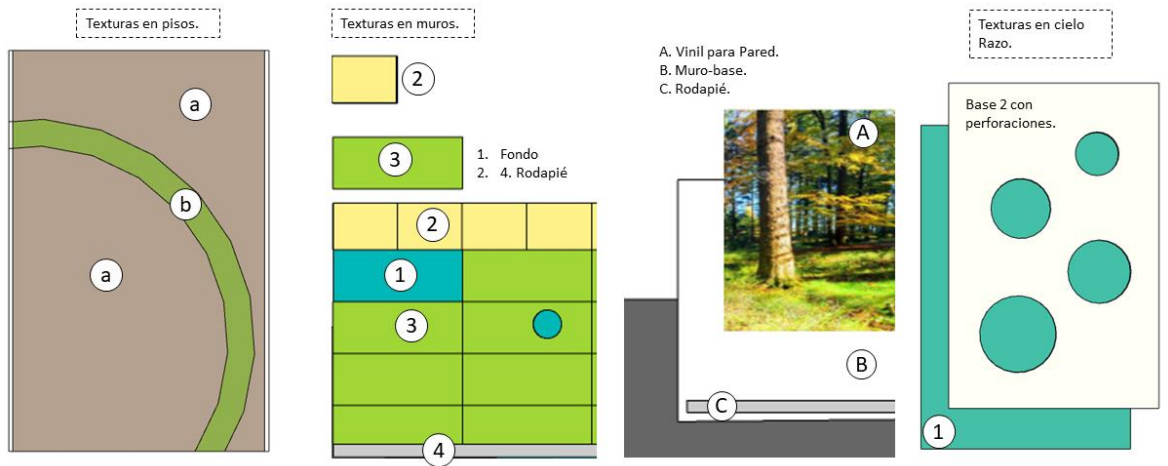 Texturas en pisos.
a
b
a
Texturas en muros.
2
3
1. Fondo
2. 4. Rodapié
2
1
3
4
A. Vinil para Pared.
B. Muro-base.
C. Rodapié.
A
B
C
Texturas en cielo
Razo.
Base 2 con
perforaciones.
1